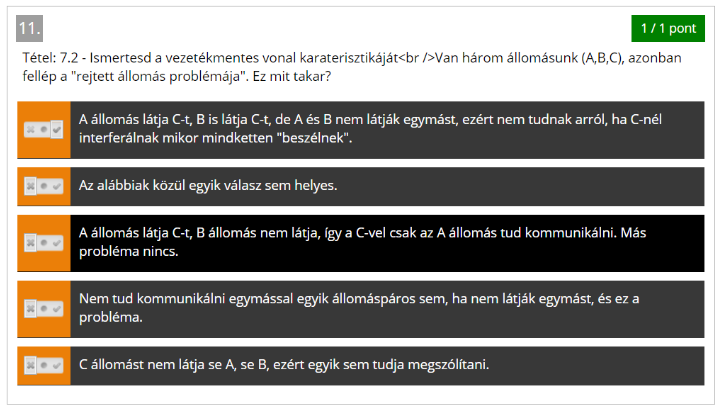 11.
1 / 1 pont
Tétel: 7.2 - Ismertesd a vezetékmentes vonal karaterisztikáját<br />Van három állomásunk (A,B,C), azonban
fellép a "rejtett állomás problémája". Ez mit takar?
A állomás látja C-t, B is látja C-t, de A és B nem látják egymást, ezért nem tudnak arról, ha C-nél
interferálnak mikor mindketten "beszélnek".
Az alábbiak közül egyik válasz sem helyes.
A állomás látja C-t, B állomás nem látja, így a C-vel csak az A állomás tud kommunikálni. Más
probléma nincs.
Nem tud kommunikálni egymással egyik állomáspáros sem, ha nem látják egymást, és ez a
probléma.
C állomást nem látja se A, se B, ezért egyik sem tudja megszólítani.